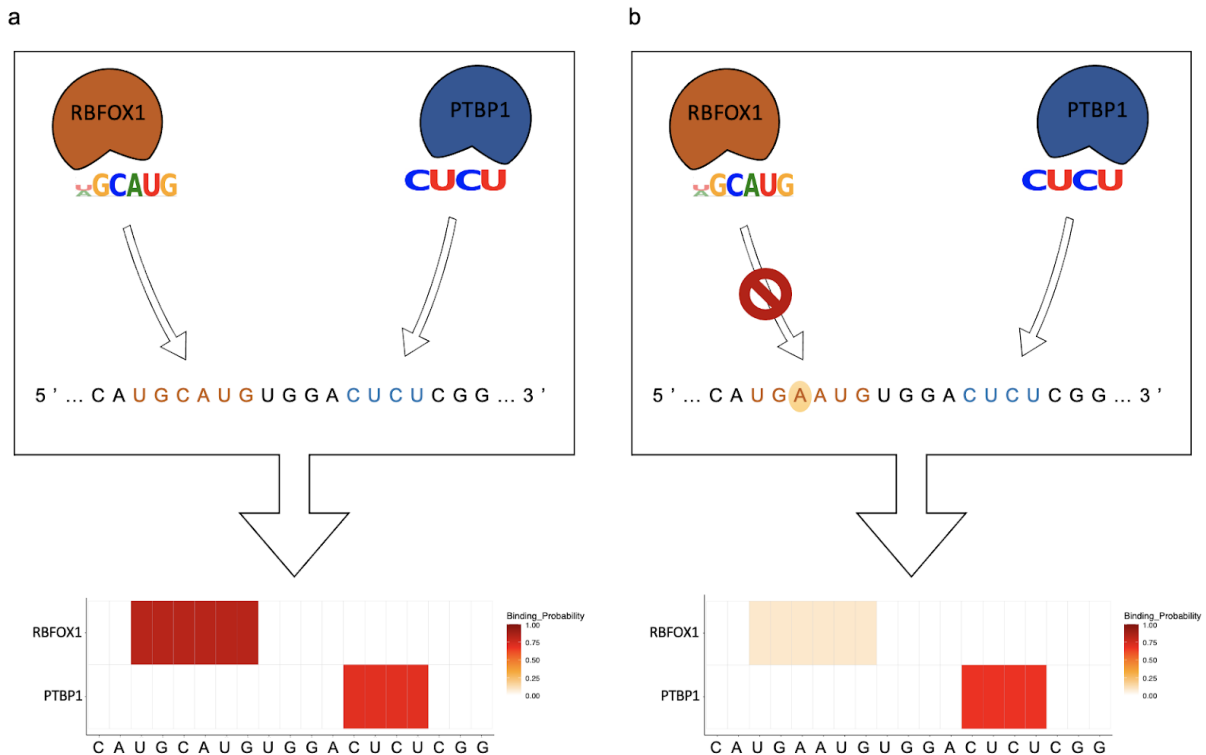 a
RBFOX1
PTBP1
GCAUG
CUCU
5 ' ... C A U G C A U G U G G A C U C U C G G ... 3 '
RBFOX1
PTBP1
Binding_Probability
1.00
0.75
0.50
0.25
0.00
C A U G C A U G U G G A C U C U C G G
b
RBFOX1
PTBP1
GCAUG
CUCU
5 ' ... C A U G A A U G U G G A C U C U C G G ... 3 '
RBFOX1
PTBP1
Binding_Probability
1.00
0.75
0.50
0.25
0.00
C A U G A A U G U G G A C U C U C G G